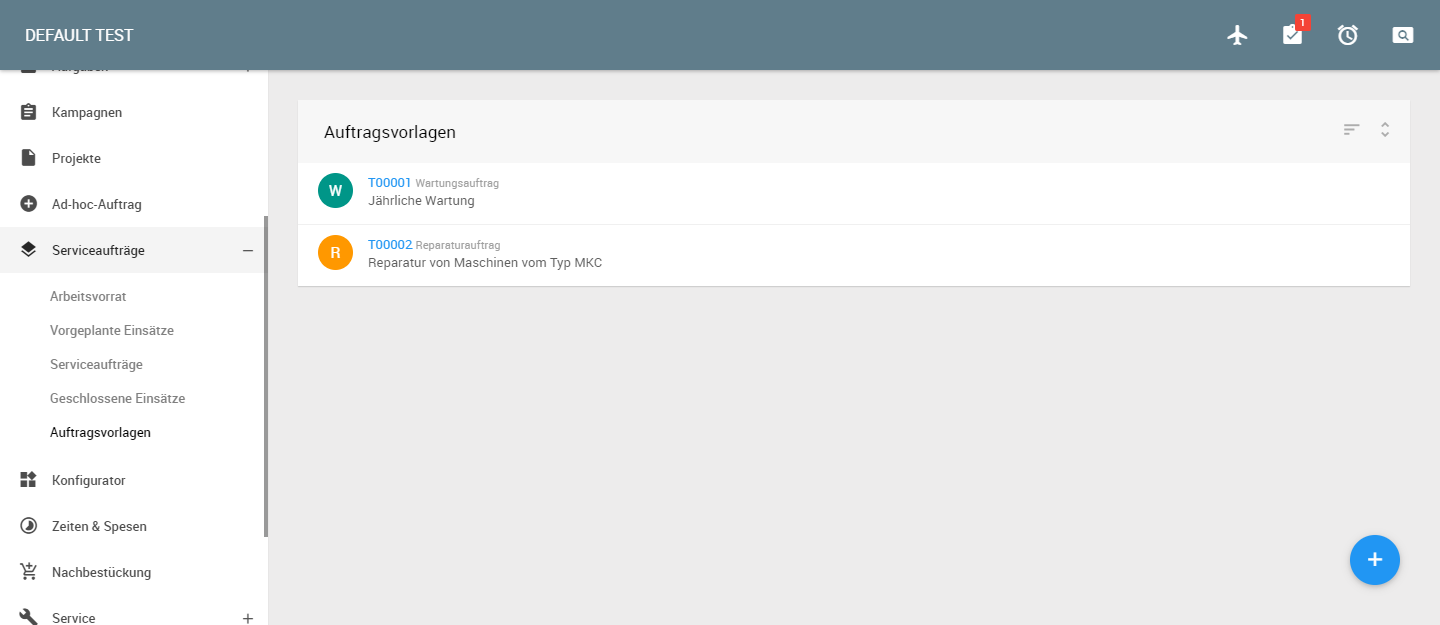 DEFAULT TEST
1
Aufgaben
Kampagnen
Projekte
Ad-hoc-Auftrag
Serviceaufträge
Arbeitsvorrat
Vorgeplante Einsätze
Serviceaufträge
Geschlossene Einsätze
Auftragsvorlagen
Konfigurator
Zeiten & Spesen
Nachbestückung
Service
Auftragsvorlagen
W
T00001 Wartungsauftrag
Jährliche Wartung
R
T00002 Reparaturauftrag
Reparatur von Maschinen vom Typ MKC